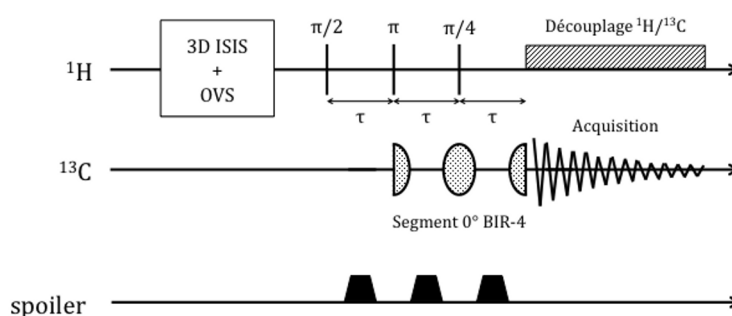 π/2 π π/4 Découplage ¹H/¹³C
3D ISIS
+
OVS
¹H
τ τ τ
Acquisition
¹³C
Segment 0° BIR-4
spoiler